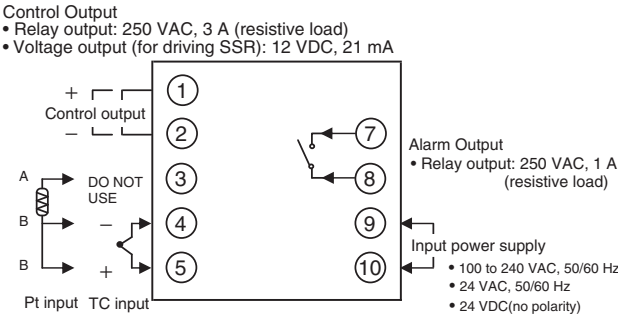 Control Output
• Relay output: 250 VAC, 3 A (resistive load)
• Voltage output (for driving SSR): 12 VDC, 21 mA
+
Control output
−
1
2
3
4
5
7
8
9
10
A
B
B
DO NOT
USE
−
+
Pt input TC input
Alarm Output
• Relay output: 250 VAC, 1 A
(resistive load)
Input power supply
• 100 to 240 VAC, 50/60 Hz
• 24 VAC, 50/60 Hz
• 24 VDC(no polarity)